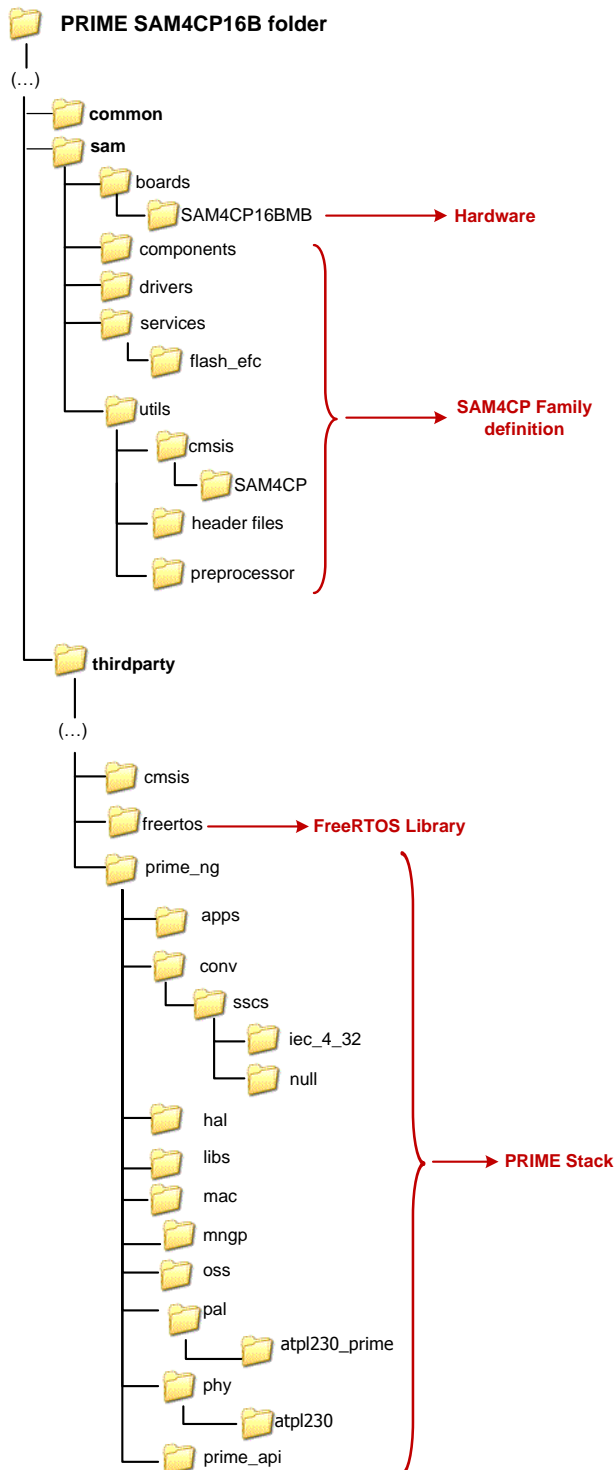 PRIME SAM4CP16B folder
(...)
common
sam
boards
SAM4CP16BMB
Hardware
components
drivers
services
flash_efc
SAM4CP Family
definition
utils
cmsis
SAM4CP
header files
preprocessor
thirdparty
(...)
cmsis
freertos
FreeRTOS Library
prime_ng
apps
conv
sscs
iec_4_32
null
hal
libs
PRIME Stack
mac
mngp
oss
pal
atpl230_prime
phy
atpl230
prime_api